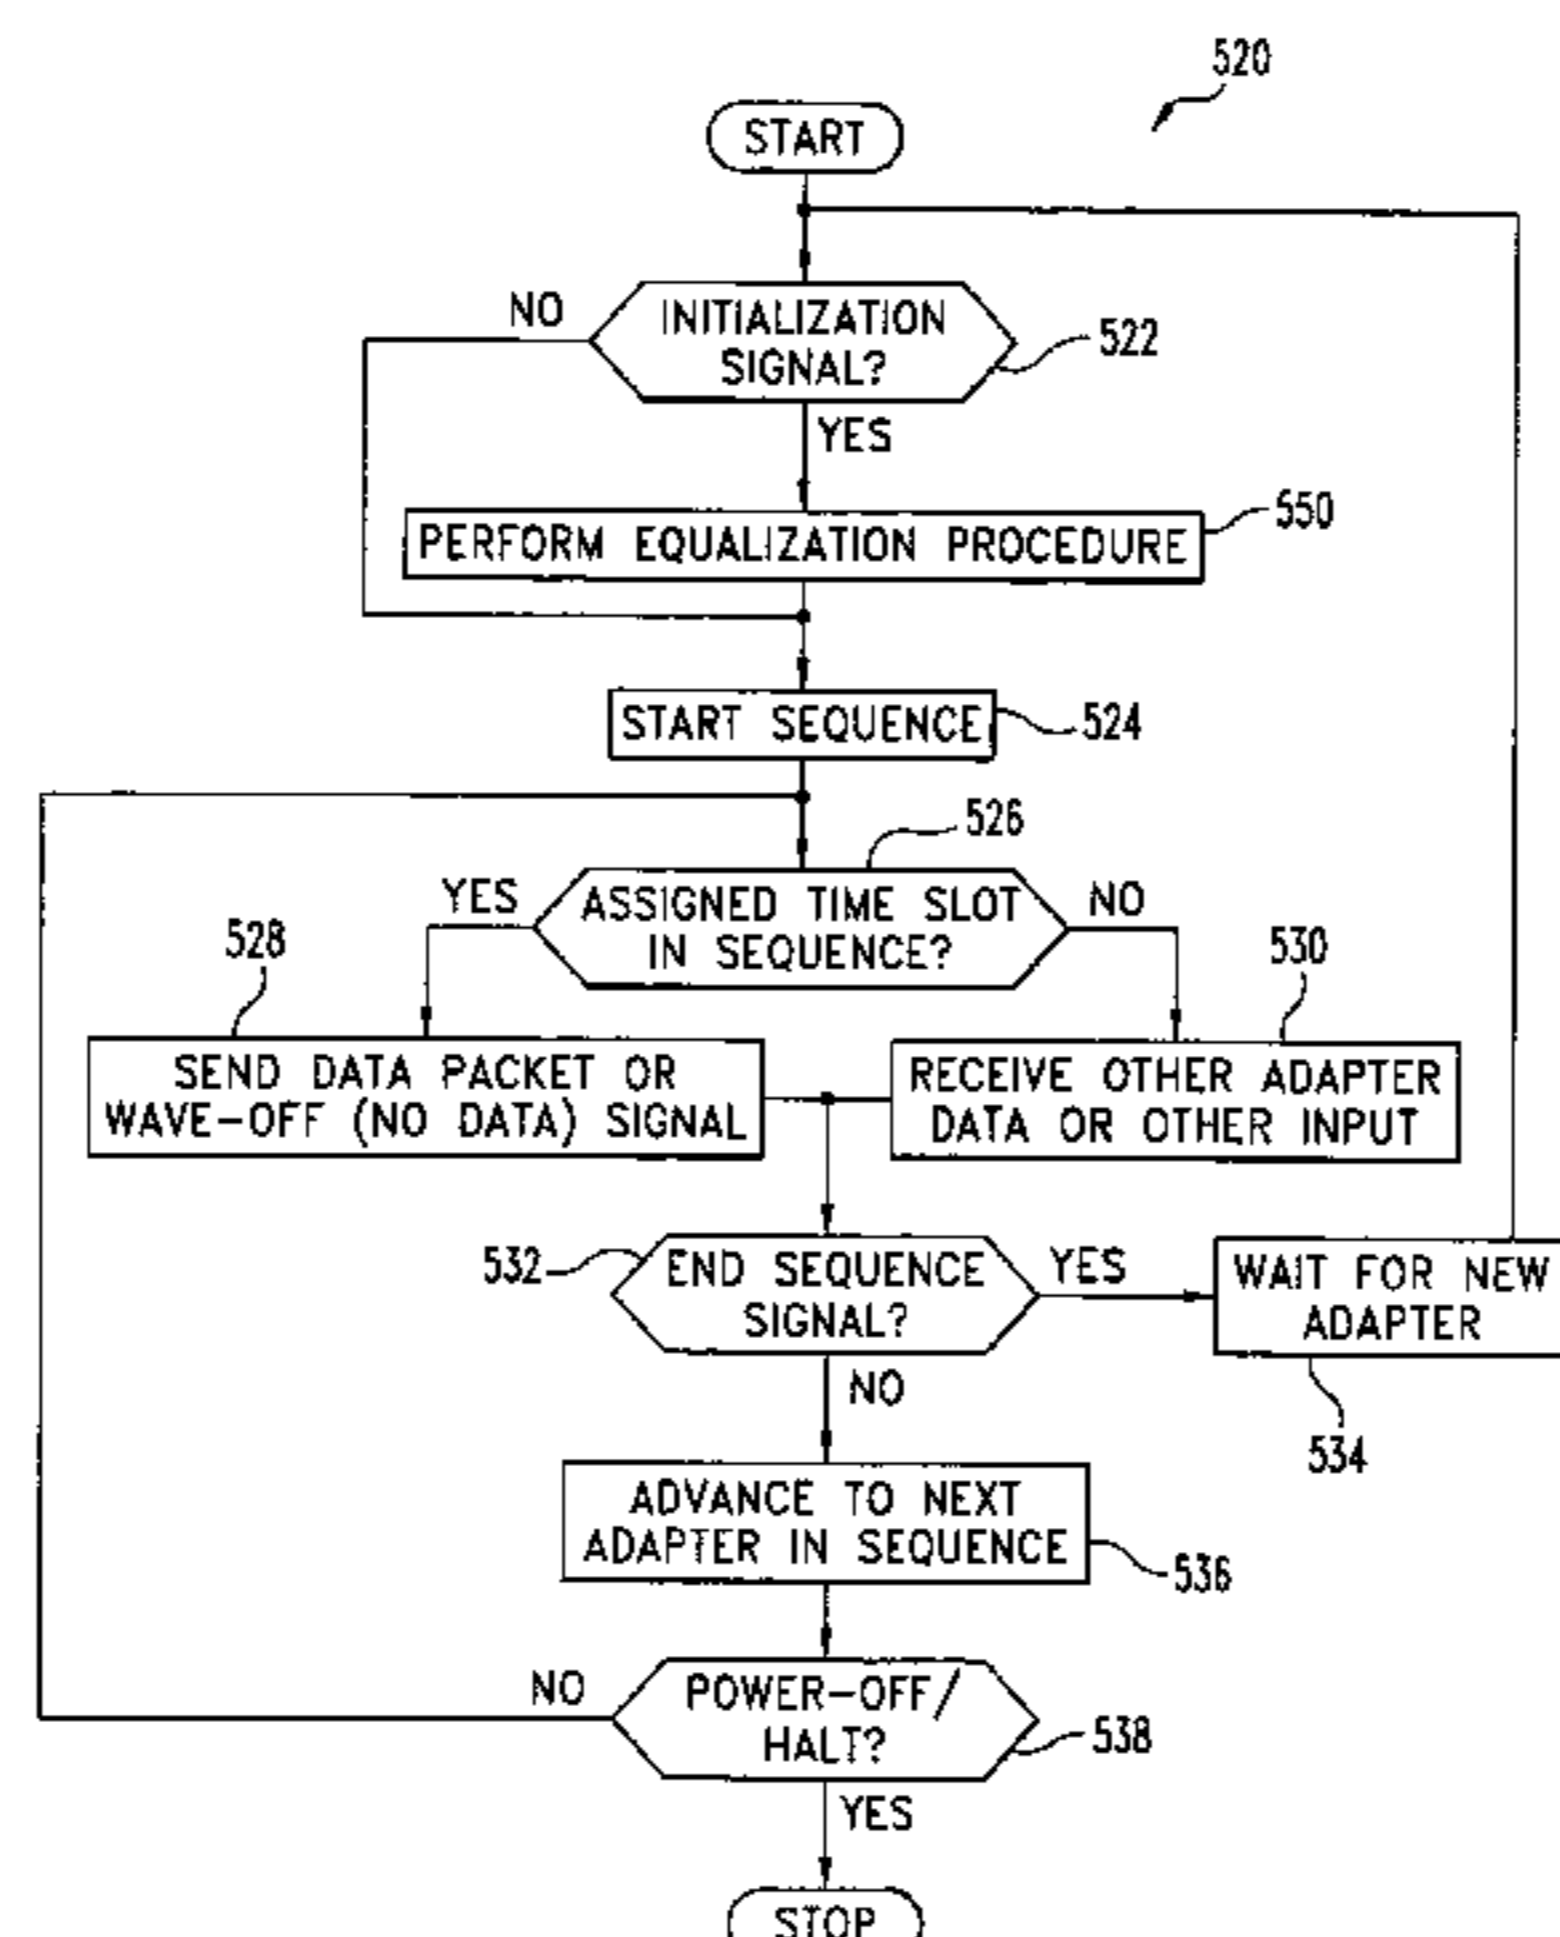 520
START
NO
INITIALIZATION
SIGNAL?
522
YES
PERFORM EQUALIZATION PROCEDURE
550
START SEQUENCE
524
526
YES
ASSIGNED TIME SLOT
IN SEQUENCE?
NO
528
530
SEND DATA PACKET OR
WAVE-OFF (NO DATA) SIGNAL
RECEIVE OTHER ADAPTER
DATA OR OTHER INPUT
532
END SEQUENCE
SIGNAL?
YES
WAIT FOR NEW
ADAPTER
NO
534
ADVANCE TO NEXT
ADAPTER IN SEQUENCE
536
NO
POWER-OFF/
HALT?
538
YES
STOP